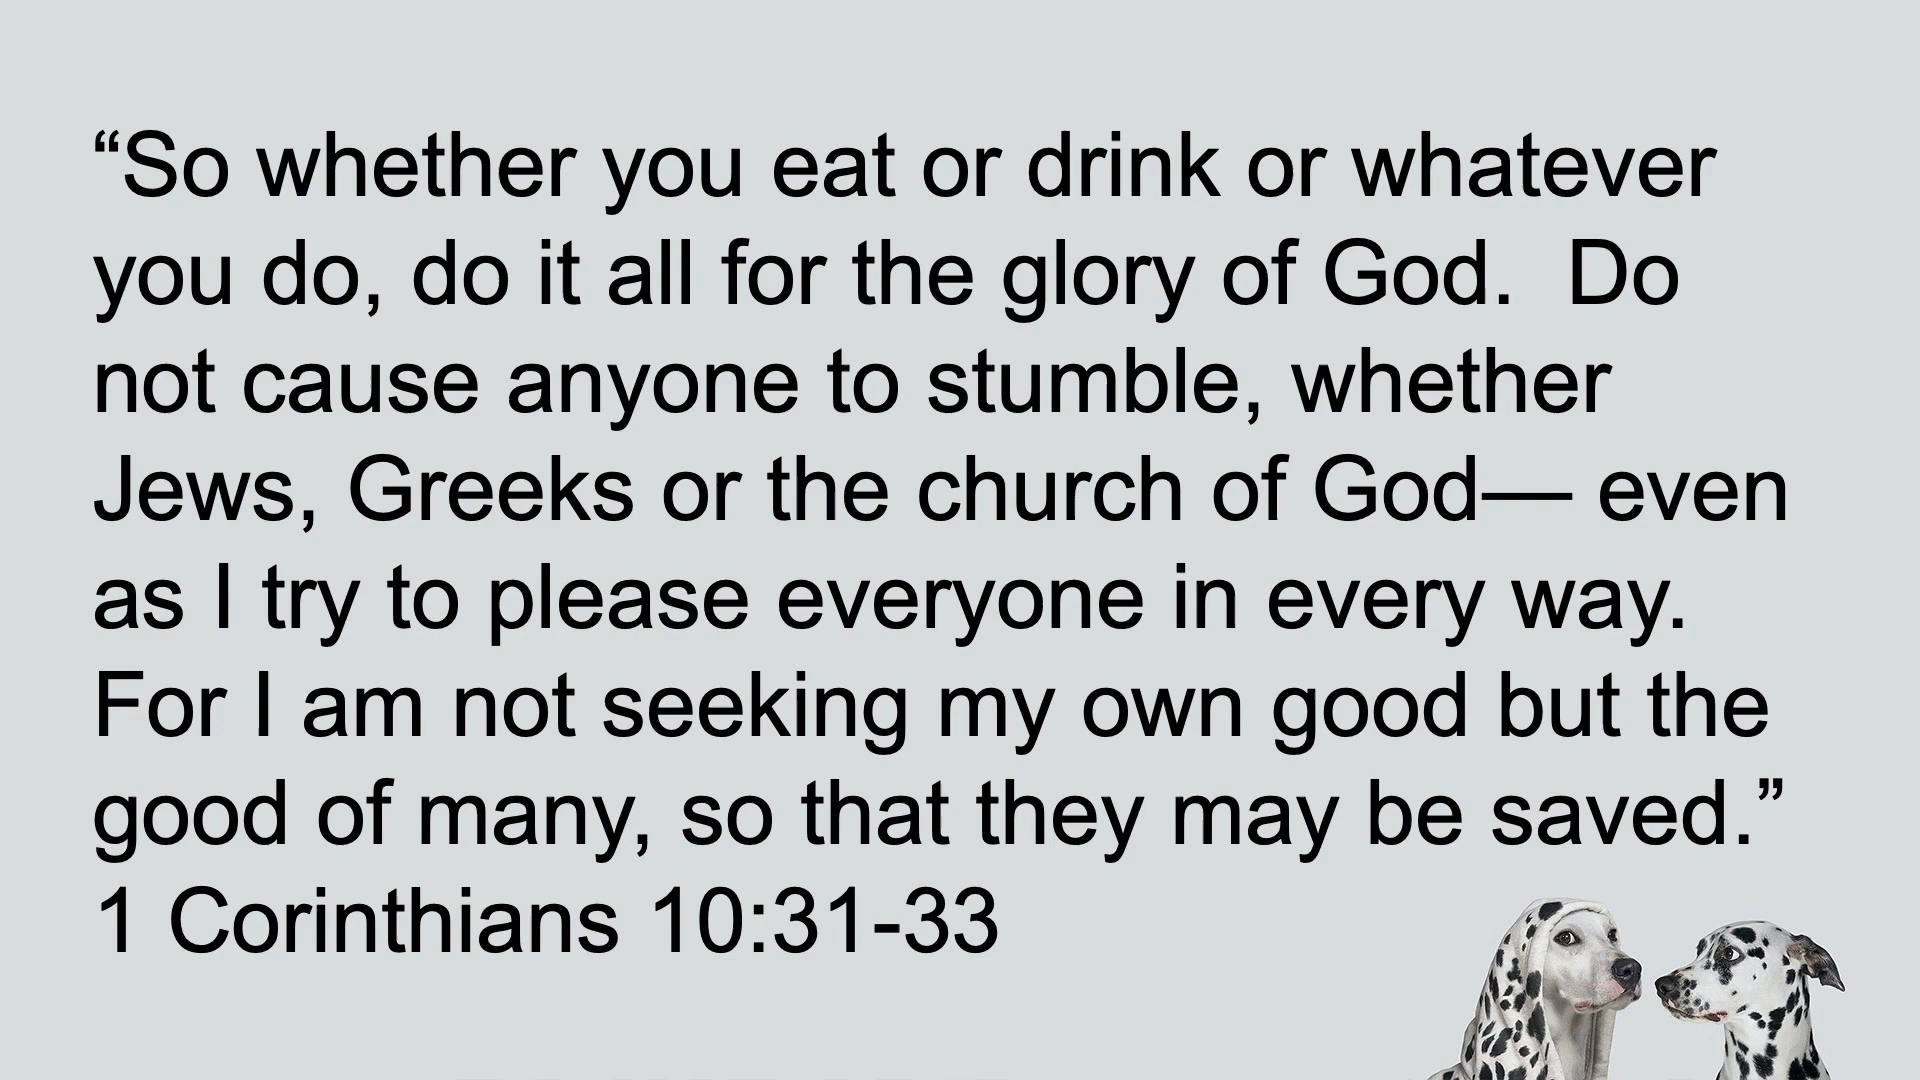 “So whether you eat or drink or whatever
you do, do it all for the glory of God.  Do
not cause anyone to stumble, whether
Jews, Greeks or the church of God— even
as I try to please everyone in every way.
For I am not seeking my own good but the
good of many, so that they may be saved.”
1 Corinthians 10:31-33